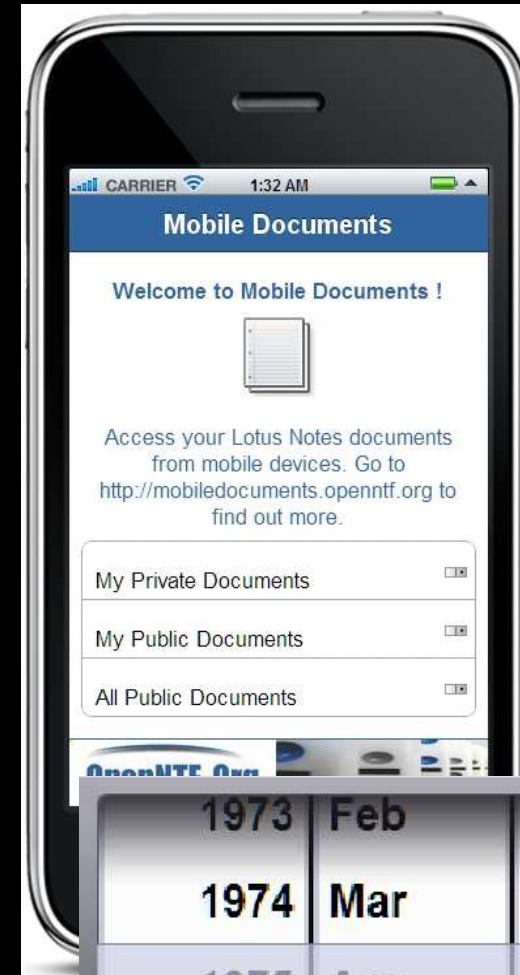 CARRIER 1:32 AM
Mobile Documents
Welcome to Mobile Documents !
Access your Lotus Notes documents
from mobile devices. Go to
http://mobiledocuments.openntf.org to
find out more.
My Private Documents
My Public Documents
All Public Documents
OpenNTF.Org
1973 Feb
1974 Mar